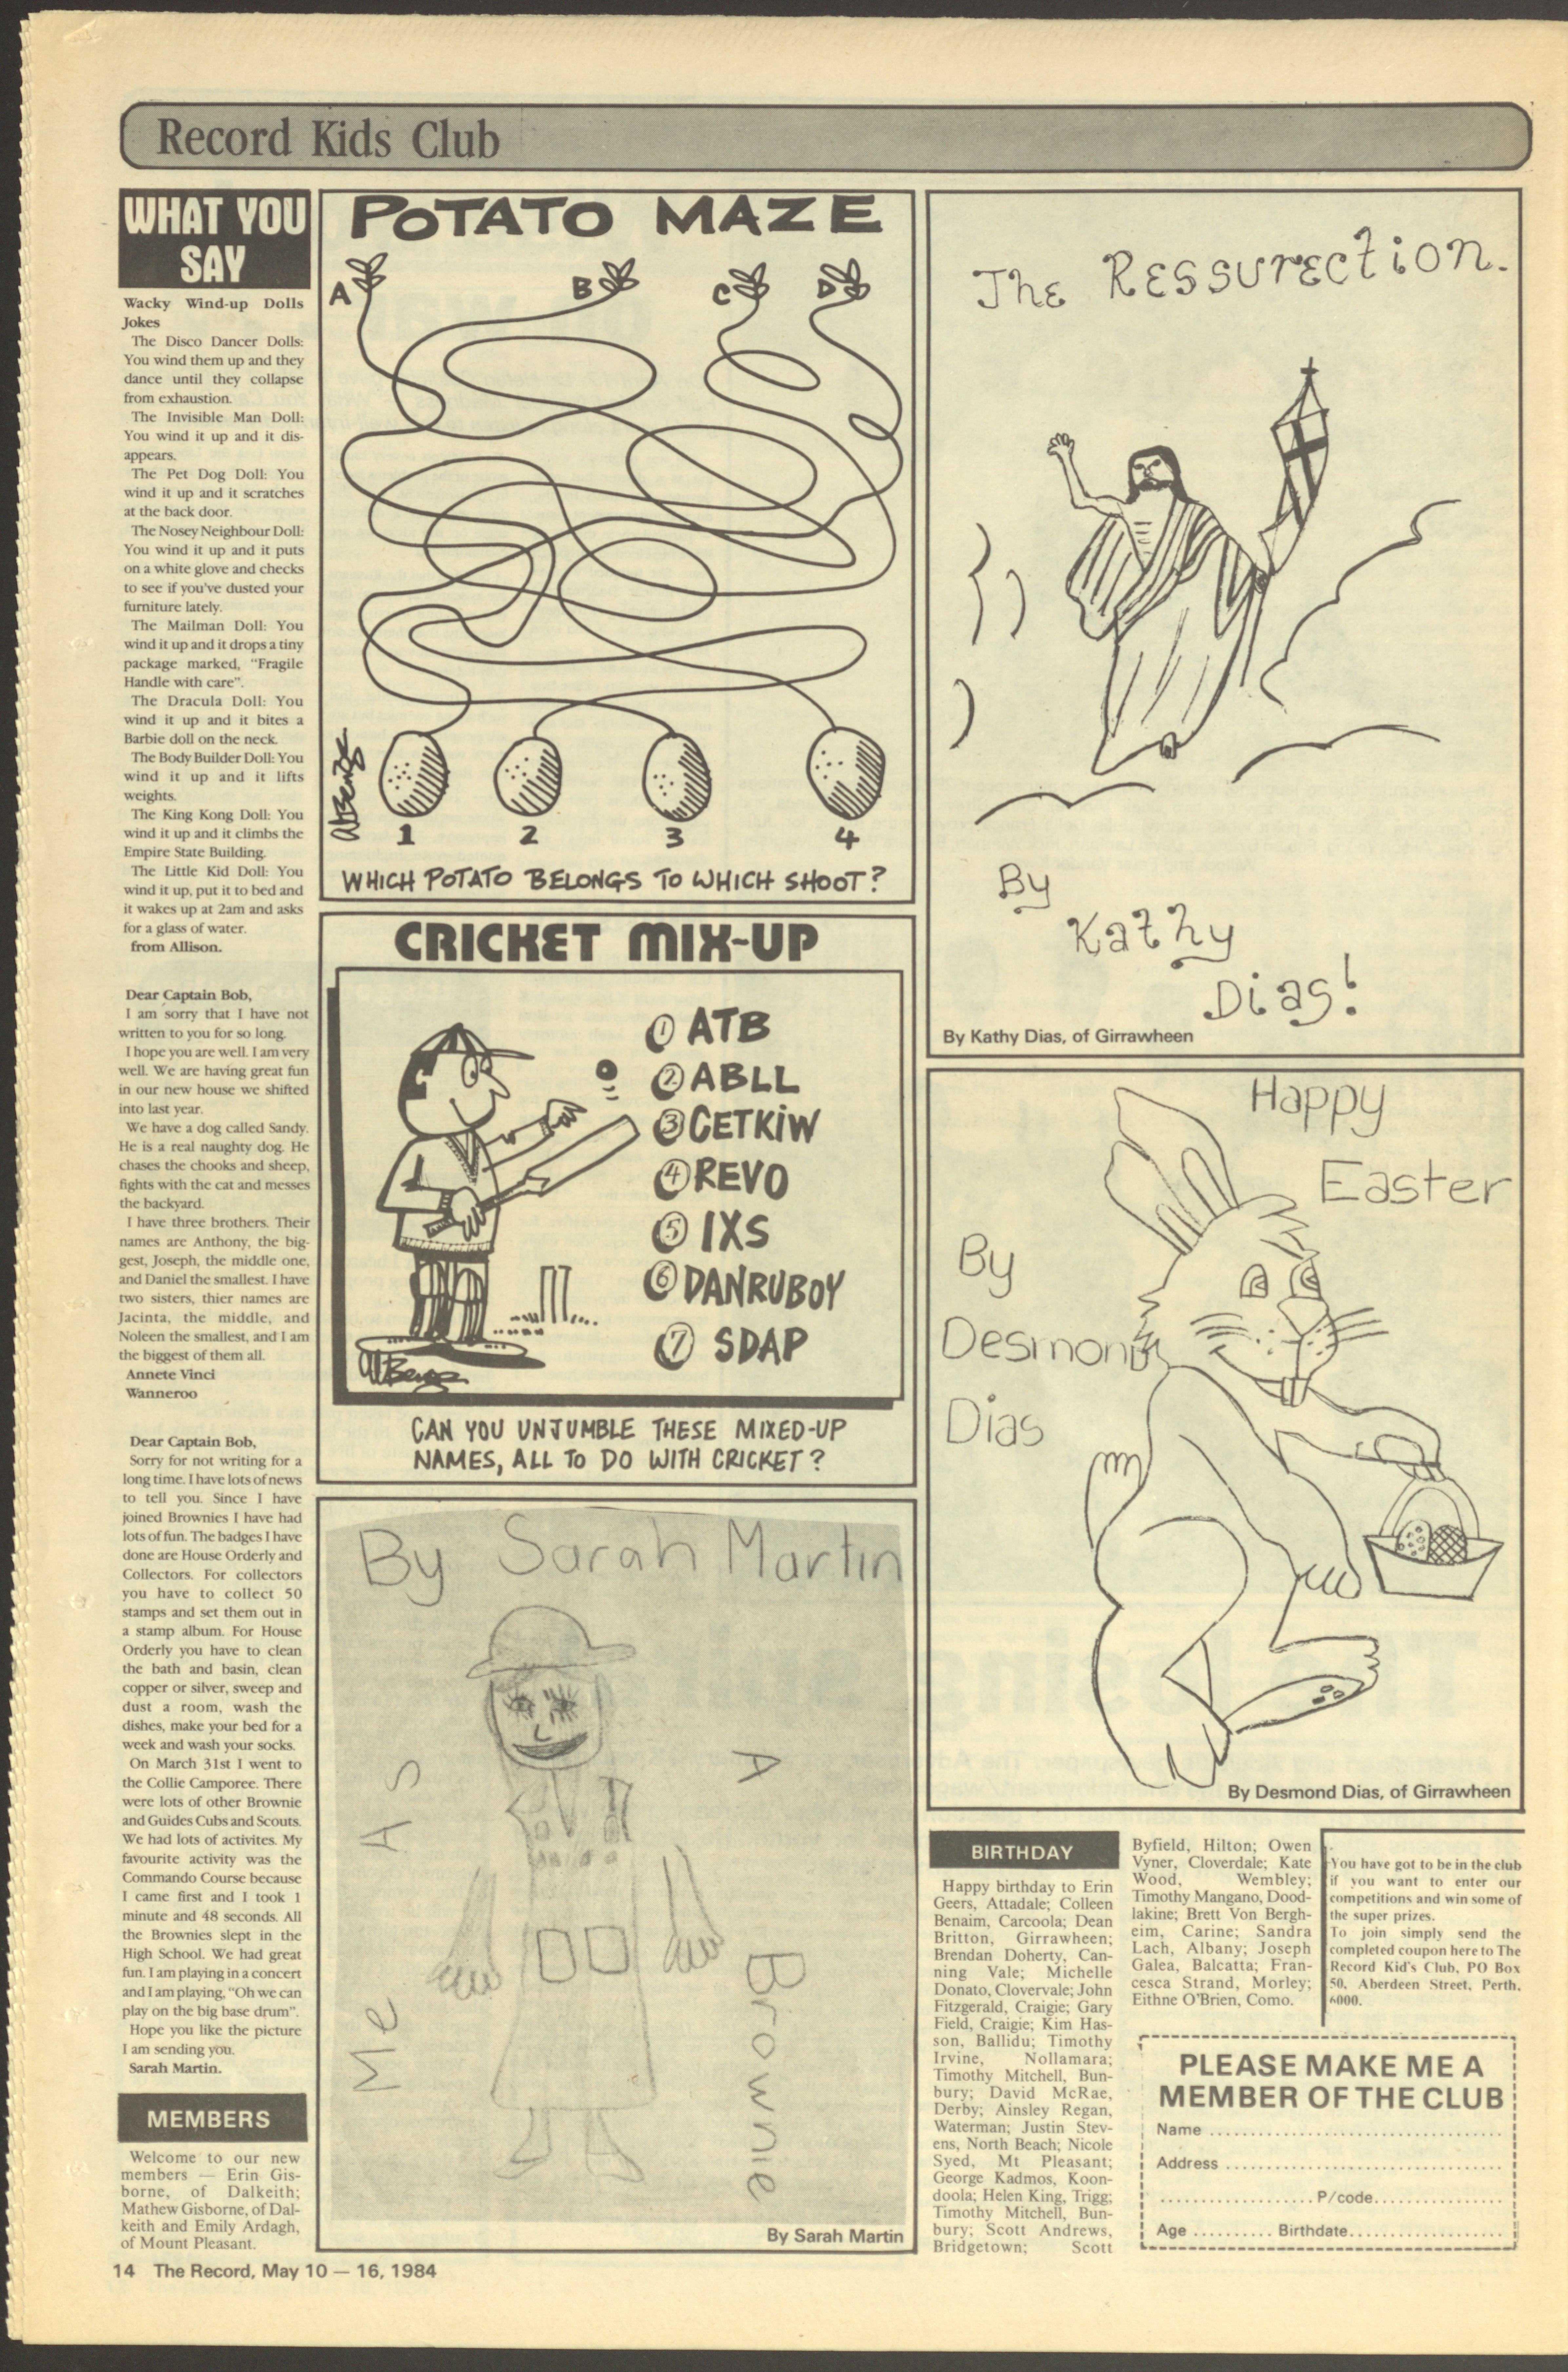 Record Kids Club
WHAT YOU
SAY
Wacky Wind-up Dolls
Jokes
The Disco Dancer Dolls:
You wind them up and they
dance until they collapse
from exhaustion.
The Invisible Man Doll:
You wind it up and it dis-
appears.
The Pet Dog Doll: You
wind it up and it scratches
at the back door.
The Nosey Neighbour Doll:
You wind it up and it puts
on a white glove and checks
to see if you've dusted your
furniture lately.
The Mailman Doll: You
wind it up and it drops a tiny
package marked, "Fragile
Handle with care".
The Dracula Doll: You
wind it up and it bites a
Barbie doll on the neck.
The Body Builder Doll: You
wind it up and it lifts
weights.
The King Kong Doll: You
wind it up and it climbs the
Empire State Building.
The Little Kid Doll: You
wind it up, put it to bed and
it wakes up at 2am and asks
for a glass of water.
from Allison.
Dear Captain Bob,
I am sorry that I have not
written to you for so long.
I hope you are well. I am very
well. We are having great fun
in our new house we shifted
into last year.
We have a dog called Sandy.
He is a real naughty dog. He
chases the chooks and sheep,
fights with the cat and messes
the backyard.
I have three brothers. Their
names are Anthony, the big-
gest, Joseph, the middle one,
and Daniel the smallest. I have
two sisters, thier names are
Jacinta, the middle, and
Noleen the smallest, and I am
the biggest of them all.
Annete Vinci
Wanneroo
Dear Captain Bob,
Sorry for not writing for a
long time. I have lots of news
to tell you. Since I have
joined Brownies I have had
lots of fun. The badges I have
done are House Orderly and
Collectors. For collectors
you have to collect 50
stamps and set them out in
a stamp album. For House
Orderly you have to clean
the bath and basin, clean
copper or silver, sweep and
dust a room, wash the
dishes, make your bed for a
week and wash your socks.
On March 31st I went to
the Collie Camporee. There
were lots of other Brownie
and Guides Cubs and Scouts.
We had lots of activites. My
favourite activity was the
Commando Course because
I came first and I took 1
minute and 48 seconds. All
the Brownies slept in the
High School. We had great
fun. I am playing in a concert
and I am playing, "Oh we can
play on the big base drum".
Hope you like the picture
I am sending you.
Sarah Martin.
MEMBERS
Welcome to our new
members — Erin Gis-
borne, of Dalkeith;
Mathew Gisborne, of Dal-
keith and Emily Ardagh,
of Mount Pleasant.
POTATO MAZE
A B C D
1 2 3 4
WHICH POTATO BELONGS TO WHICH SHOOT?
CRICKET MIX-UP
1 ATB
2 ABLL
3 CETKiW
4 REVO
5 IXS
6 DANRUBOY
7 SDAP
CAN YOU UNJUMBLE THESE MIXED-UP
NAMES, ALL TO DO WITH CRICKET?
By Sarah Martin
Me As
A Brownie
By Sarah Martin
The Ressurection.
By
Kathy
Dias!
By Kathy Dias, of Girrawheen
Happy
Easter
By
Desmond
Dias
By Desmond Dias, of Girrawheen
BIRTHDAY
Happy birthday to Erin
Geers, Attadale; Colleen
Benaim, Carcoola; Dean
Britton, Girrawheen;
Brendan Doherty, Can-
ning Vale; Michelle
Donato, Clovervale; John
Fitzgerald, Craigie; Gary
Field, Craigie; Kim Has-
son, Ballidu; Timothy
Irvine, Nollamara;
Timothy Mitchell, Bun-
bury; David McRae,
Derby; Ainsley Regan,
Waterman; Justin Stev-
ens, North Beach; Nicole
Syed, Mt Pleasant;
George Kadmos, Koon-
doola; Helen King, Trigg;
Timothy Mitchell, Bun-
bury; Scott Andrews,
Bridgetown; Scott
Byfield, Hilton; Owen
Vyner, Cloverdale; Kate
Wood, Wembley;
Timothy Mangano, Dood-
lakine; Brett Von Bergh-
eim, Carine; Sandra
Lach, Albany; Joseph
Galea, Balcatta; Fran-
cesca Strand, Morley;
Eithne O'Brien, Como.
You have got to be in the club
if you want to enter our
competitions and win some of
the super prizes.
To join simply send the
completed coupon here to The
Record Kid's Club, PO Box
50, Aberdeen Street, Perth,
6000.
PLEASE MAKE ME A
MEMBER OF THE CLUB
Name
Address
P/code
Age Birthdate
14 The Record, May 10 — 16, 1984